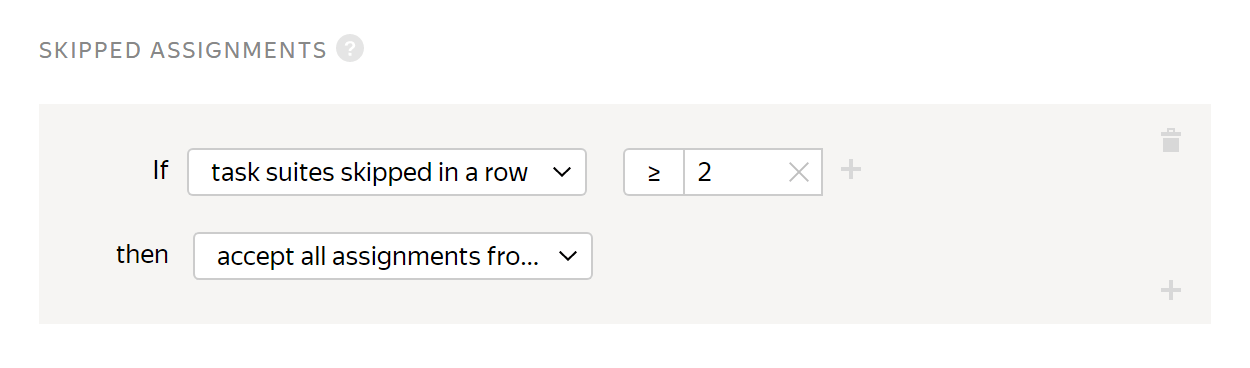 SKIPPED ASSIGNMENTS ?
If task suites skipped in a row ≥ 2
then accept all assignments fro...